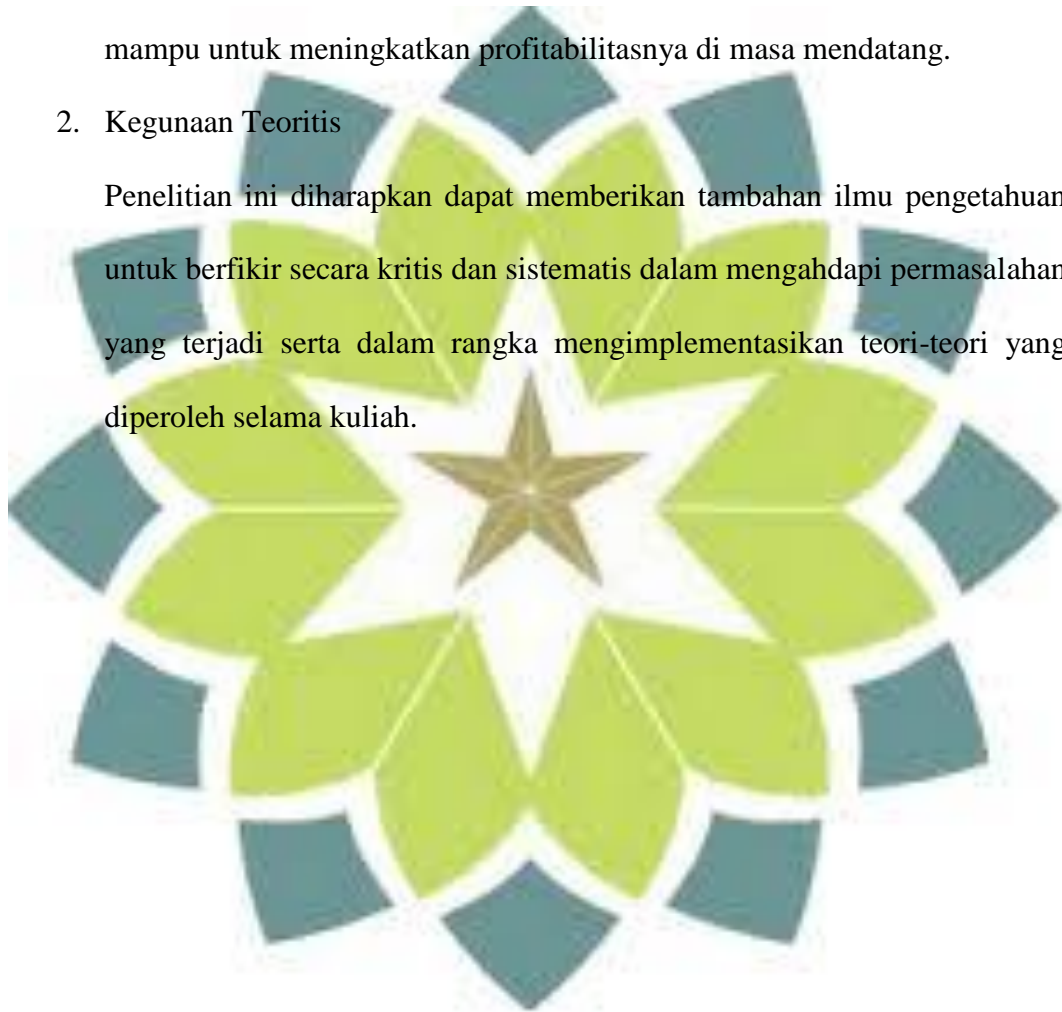 mampu untuk meningkatkan profitabilitasnya di masa mendatang.
2. Kegunaan Teoritis
Penelitian ini diharapkan dapat memberikan tambahan ilmu pengetahuan
untuk berfikir secara kritis dan sistematis dalam mengahdapi permasalahan
yang terjadi serta dalam rangka mengimplementasikan teori-teori yang
diperoleh selama kuliah.